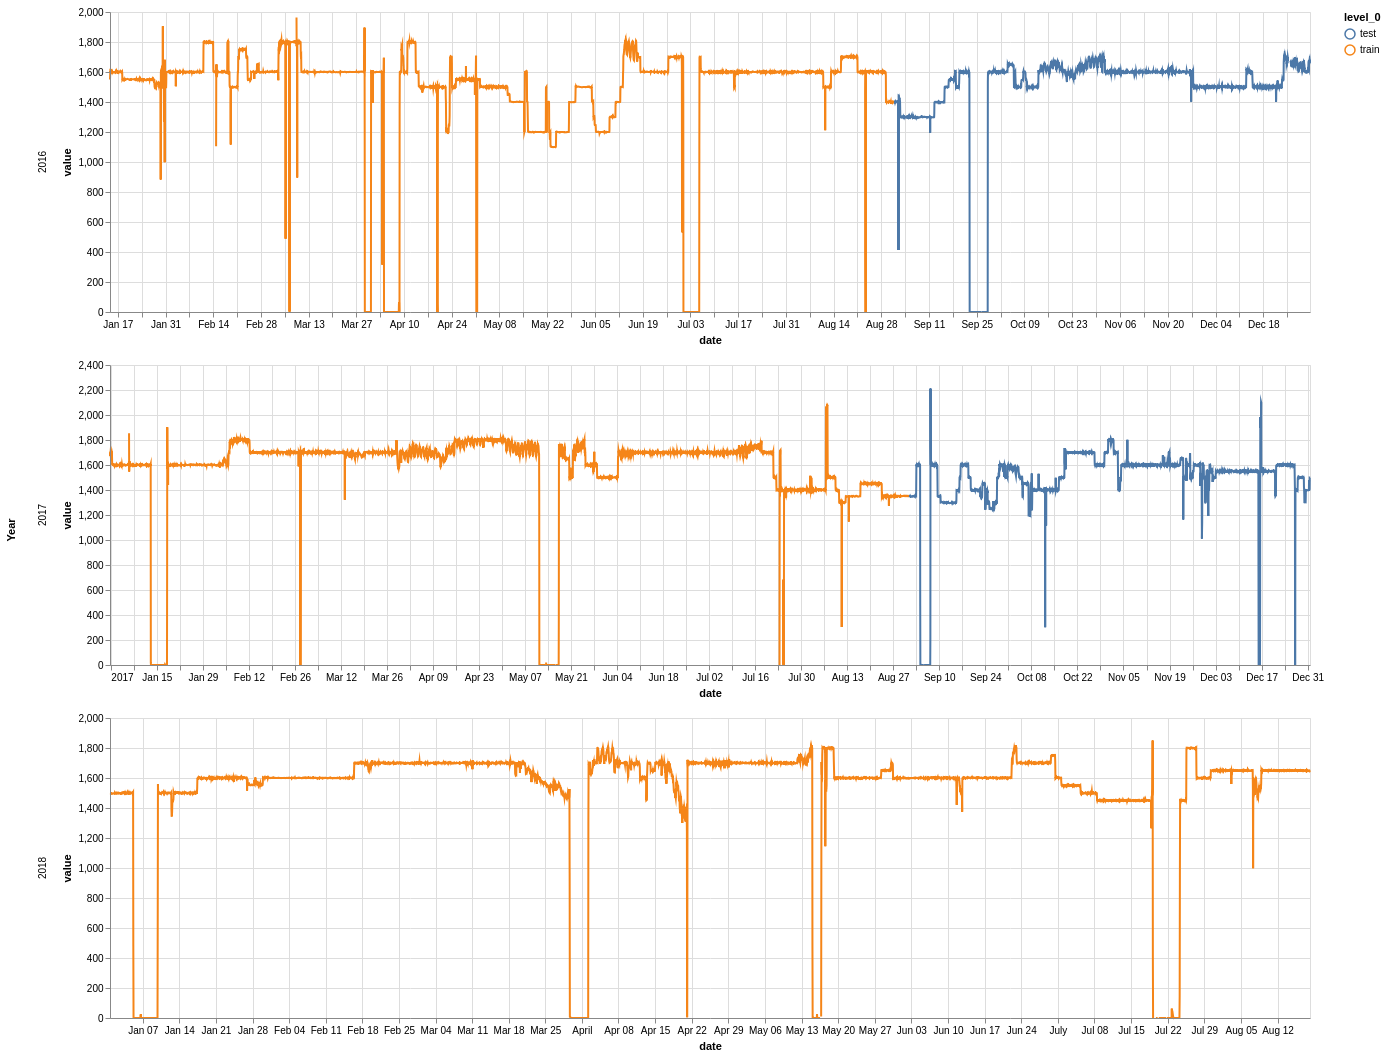 2,000
1,800
1,600
1,400
1,200
1,000
800
600
400
200
0
value
2016
Jan 17 Jan 31 Feb 14 Feb 28 Mar 13 Mar 27 Apr 10 Apr 24 May 08 May 22 Jun 05 Jun 19 Jul 03 Jul 17 Jul 31 Aug 14 Aug 28 Sep 11 Sep 25 Oct 09 Oct 23 Nov 06 Nov 20 Dec 04 Dec 18
date
level_0
test
train
Year
2,400
2,200
2,000
1,800
1,600
1,400
1,200
1,000
800
600
400
200
0
value
2017
2017 Jan 15 Jan 29 Feb 12 Feb 26 Mar 12 Mar 26 Apr 09 Apr 23 May 07 May 21 Jun 04 Jun 18 Jul 02 Jul 16 Jul 30 Aug 13 Aug 27 Sep 10 Sep 24 Oct 08 Oct 22 Nov 05 Nov 19 Dec 03 Dec 17 Dec 31
date
2,000
1,800
1,600
1,400
1,200
1,000
800
600
400
200
0
value
2018
Jan 07 Jan 14 Jan 21 Jan 28 Feb 04 Feb 11 Feb 18 Feb 25 Mar 04 Mar 11 Mar 18 Mar 25 April Apr 08 Apr 15 Apr 22 Apr 29 May 06 May 13 May 20 May 27 Jun 03 Jun 10 Jun 17 Jun 24 July Jul 08 Jul 15 Jul 22 Jul 29 Aug 05 Aug 12
date